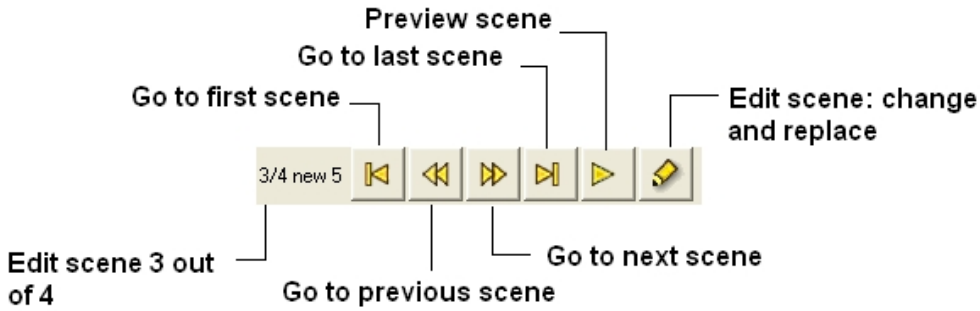 Preview scene
Go to last scene
Go to first scene
Edit scene: change
and replace
3/4 new 5
Edit scene 3 out
of 4
Go to next scene
Go to previous scene